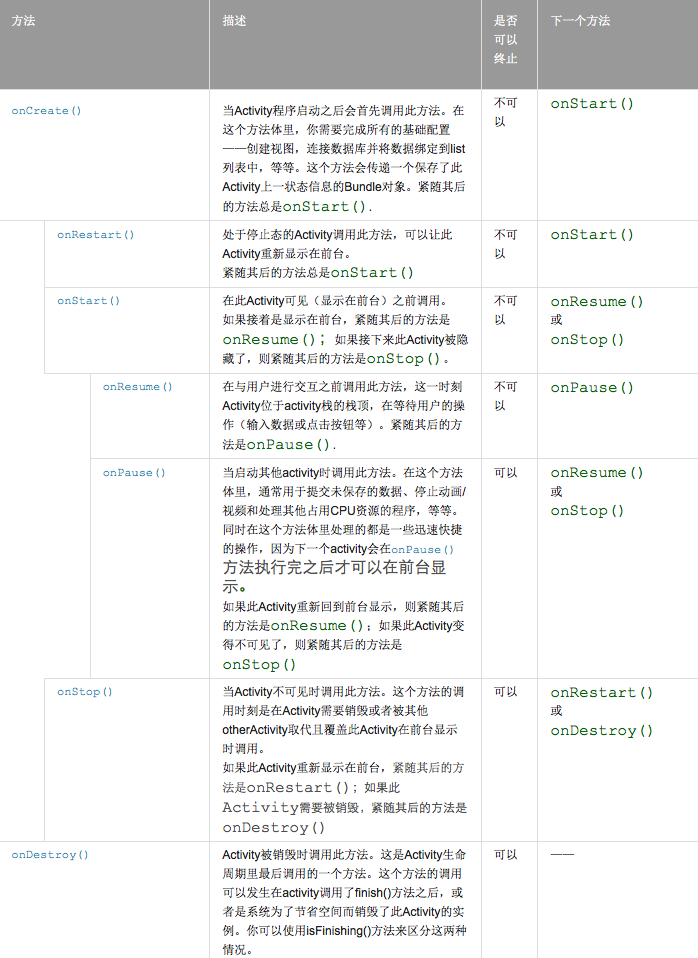 方法
描述
是否
可以
终止
下一个方法
onCreate()
当Activity程序启动之后会首先调用此方法。在
这个方法体里，你需要完成所有的基础配置
——创建视图，连接数据库并将数据绑定到list
列表中，等等。这个方法会传递一个保存了此
Activity上一状态信息的Bundle对象。紧随其后
的方法总是onStart().
不可
以
onStart()
onRestart()
处于停止态的Activity调用此方法，可以让此
Activity重新显示在前台。
紧随其后的方法总是onStart()
不可
以
onStart()
onStart()
在此Activity可见（显示在前台）之前调用。
如果接着是显示在前台，紧随其后的方法是
onResume()；如果接下来此Activity被隐
藏了，则紧随其后的方法是onStop()。
不可
以
onResume()
或
onStop()
onResume()
在与用户进行交互之前调用此方法，这一时刻
Activity位于activity栈的栈顶，在等待用户的操
作（输入数据或点击按钮等）。紧随其后的方
法是onPause().
不可
以
onPause()
onPause()
当启动其他activity时调用此方法。在这个方法
体里，通常用于提交未保存的数据、停止动画/
视频和处理其他占用CPU资源的程序，等等。
同时在这个方法体里处理的都是一些迅速快捷
的操作，因为下一个activity会在onPause()
方法执行完之后才可以在前台显
示。
如果此Activity重新回到前台显示，则紧随其后
的方法是onResume()；如果此Activity变
得不可见了，则紧随其后的方法是
onStop()
可以
onResume()
或
onStop()
onStop()
当Activity不可见时调用此方法。这个方法的调
用时刻是在Activity需要销毁或者被其他
otherActivity取代且覆盖此Activity在前台显示
时调用。
如果此Activity重新显示在前台，紧随其后的方
法是onRestart()；如果此
Activity需要被销毁，紧随其后的方法是
onDestroy()
可以
onRestart()
或
onDestroy()
onDestroy()
Activity被销毁时调用此方法。这是Activity生命
周期里最后调用的一个方法。这个方法的调用
可以发生在activity调用了finish()方法之后，或
者是系统为了节省空间而销毁了此Activity的实
例。你可以使用isFinishing()方法来区分这两种
情况。
可以
——